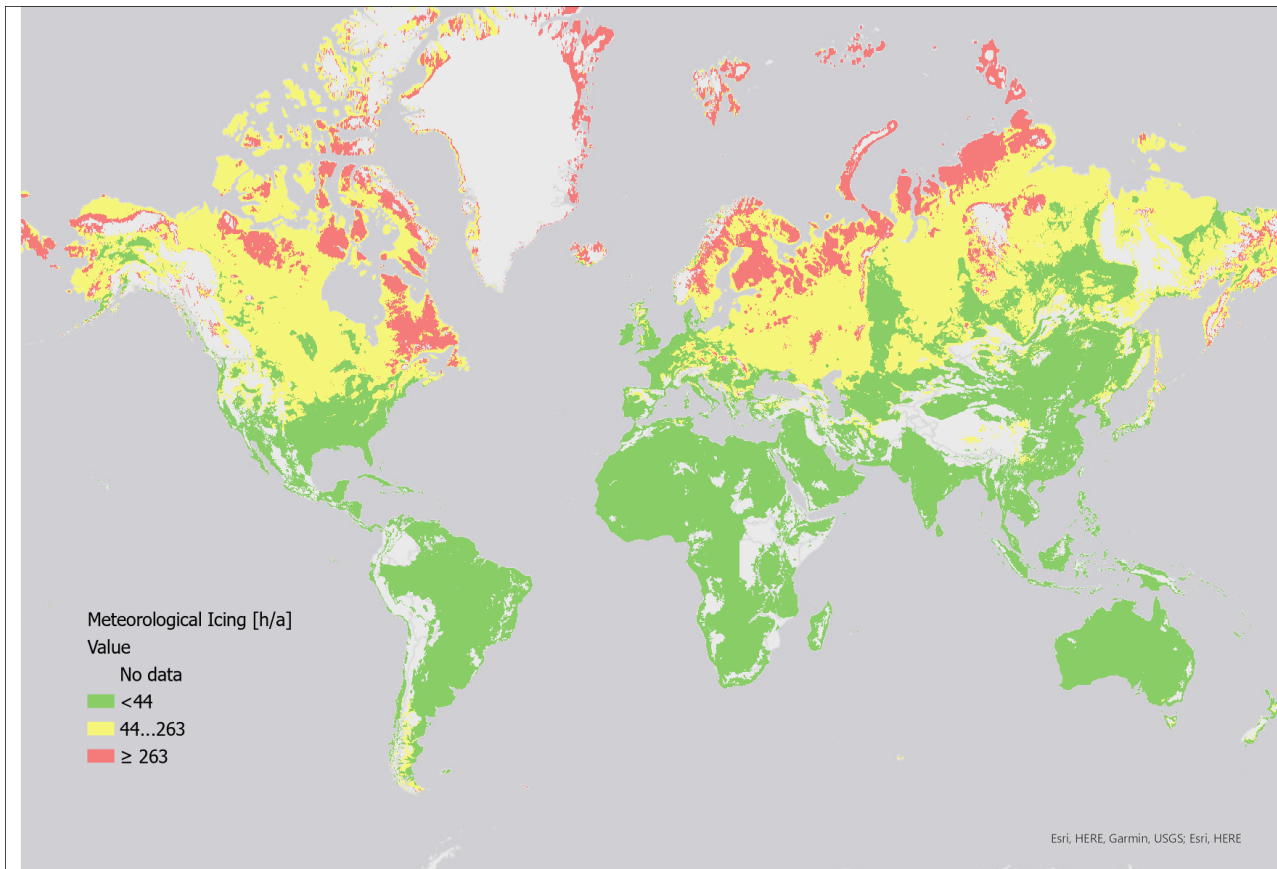 Meteorological Icing [h/a]
Value
No data
<44
44...263
≥ 263
Esri, HERE, Garmin, USGS; Esri, HERE